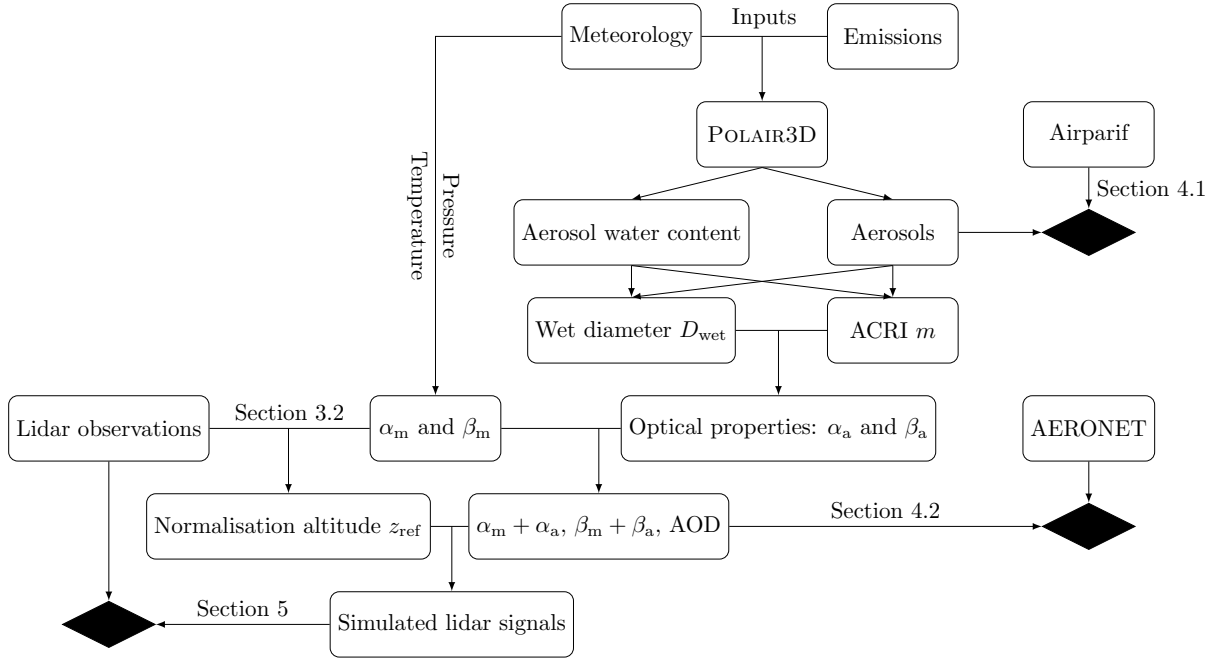 Inputs
Meteorology
Emissions
POLAIR3D
Airparif
Section 4.1
Pressure
Temperature
Aerosol water content
Aerosols
Wet diameter D_wet
ACRI m
Lidar observations
Section 3.2
α_m and β_m
Optical properties: α_a and β_a
AERONET
Normalisation altitude z_ref
α_m + α_a, β_m + β_a, AOD
Section 4.2
Section 5
Simulated lidar signals